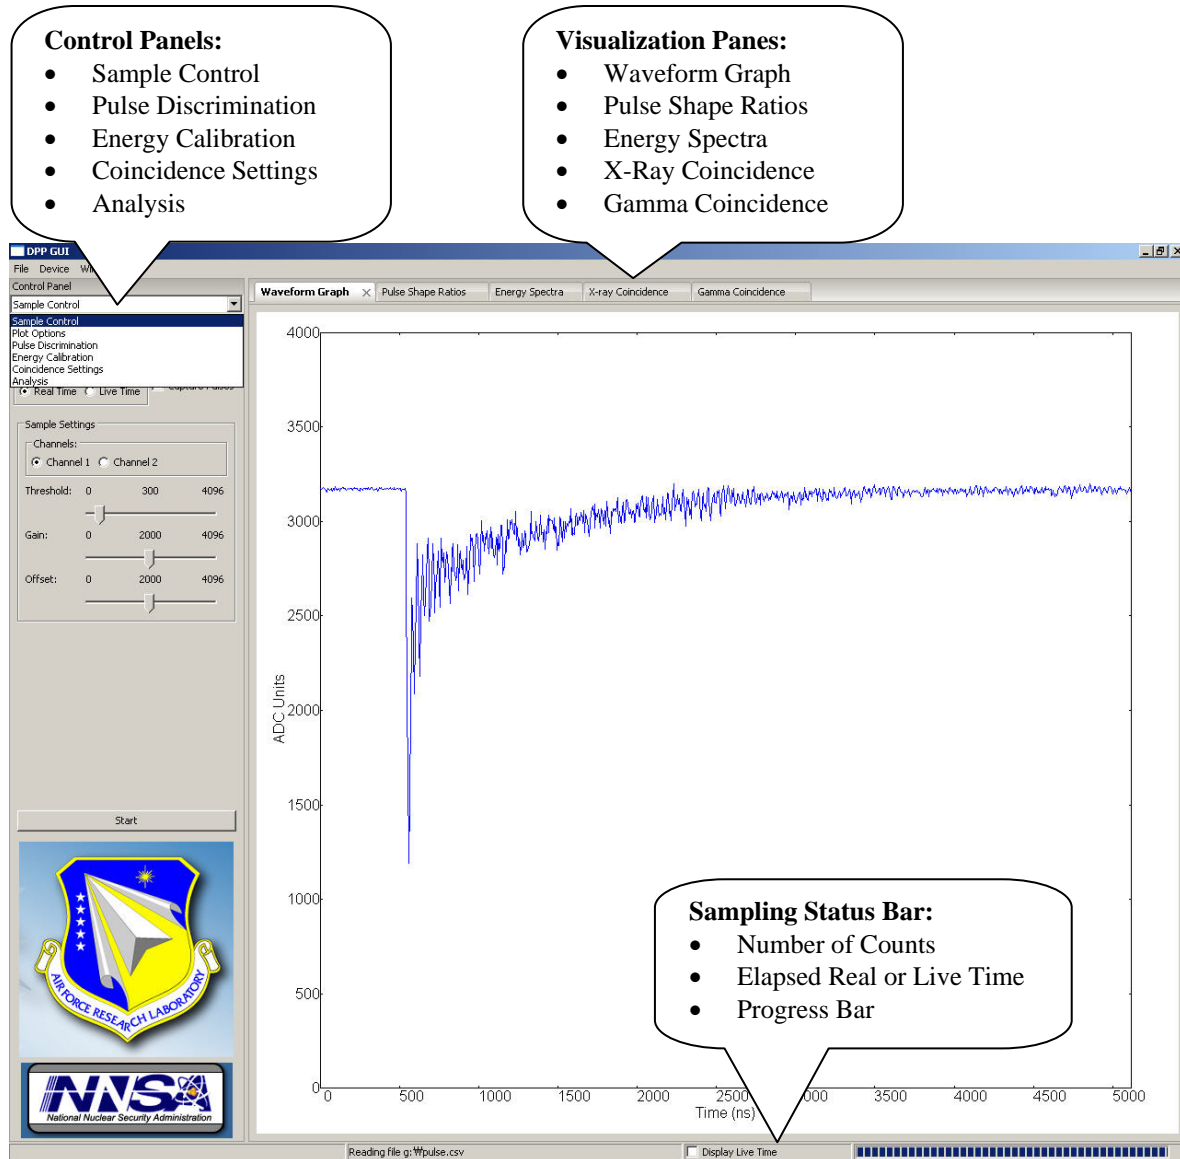 Control Panels:
• Sample Control
• Pulse Discrimination
• Energy Calibration
• Coincidence Settings
• Analysis
Visualization Panes:
• Waveform Graph
• Pulse Shape Ratios
• Energy Spectra
• X-Ray Coincidence
• Gamma Coincidence
DPP GUI
File Device
Control Panel
Sample Control
Sample Control
Plot Options
Pulse Discrimination
Energy Calibration
Coincidence Settings
Analysis
Real Time Live Time
Sample Settings
Channels:
Channel 1 Channel 2
Threshold: 0 300 4096
Gain: 0 2000 4096
Offset: 0 2000 4096
Start
AIR FORCE RESEARCH LABORATORY
NNSA
National Nuclear Security Administration
Waveform Graph Pulse Shape Ratios Energy Spectra X-ray Coincidence Gamma Coincidence
4000
3500
3000
2500
2000
1500
1000
500
0
ADC Units
0 500 1000 1500 2000 2500 3000 3500 4000 4500 5000
Time (ns)
Sampling Status Bar:
• Number of Counts
• Elapsed Real or Live Time
• Progress Bar
Reading file g:₩pulse.csv
Display Live Time